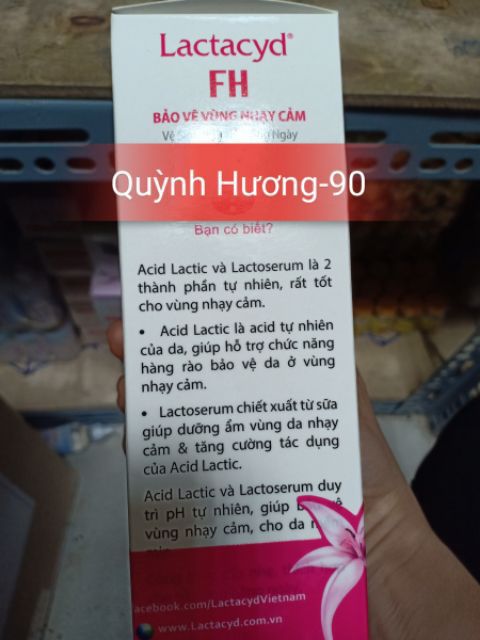 Lactacyd®
FH
BẢO VỆ VÙNG NHẠY CẢM
Vệ Ngày
Quỳnh Hương-90
Bạn có biết?
Acid Lactic và Lactoserum là 2
thành phần tự nhiên, rất tốt
cho vùng nhạy cảm.
• Acid Lactic là acid tự nhiên
của da, giúp hỗ trợ chức năng
hàng rào bảo vệ da ở vùng
nhạy cảm.
• Lactoserum chiết xuất từ sữa
giúp dưỡng ẩm vùng da nhạy
cảm & tăng cường tác dụng
của Acid Lactic.
Acid Lactic và Lactoserum duy
trì pH tự nhiên, giúp
vùng nhạy cảm, cho da
acebook.com/LactacydVietnam
www.Lactacyd.com.vn